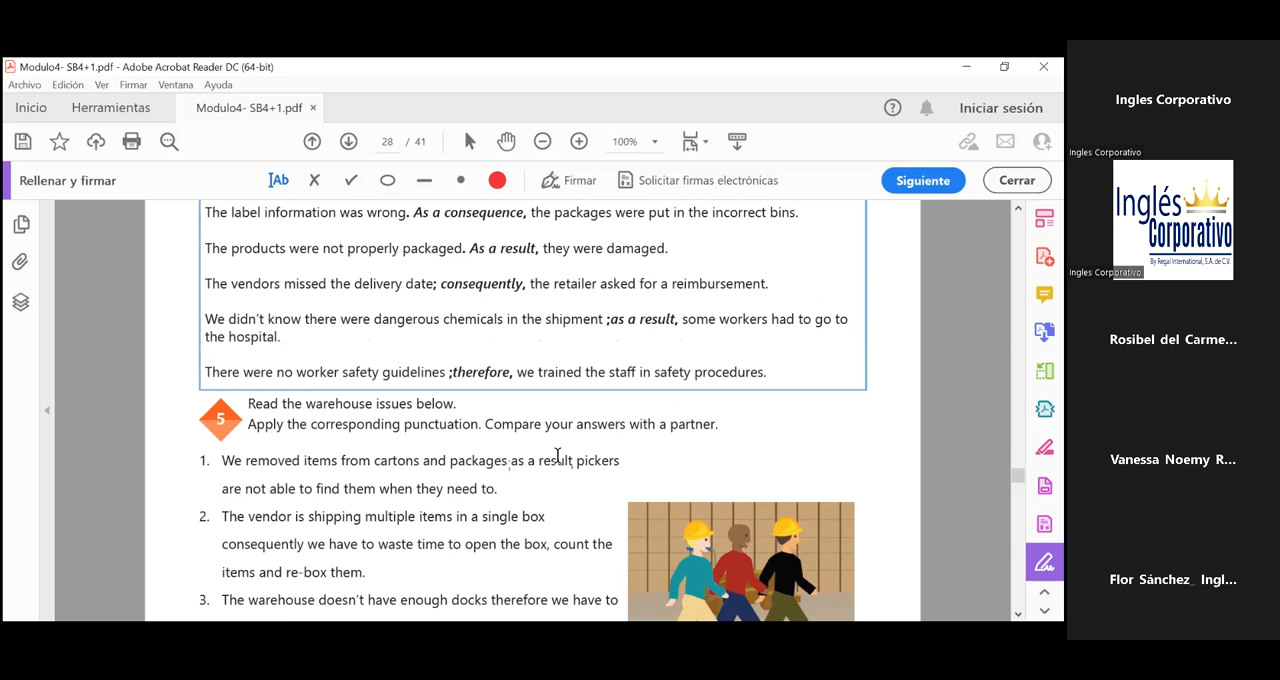 Modulo4- SB4+1.pdf - Adobe Acrobat Reader DC (64-bit)
Archivo Edición Ver Firmar Ventana Ayuda
Inicio Herramientas Modulo4- SB4+1.pdf × Iniciar sesión
28 / 41 100%
Rellenar y firmar Ab Firmar Solicitar firmas electrónicas Siguiente Cerrar
The label information was wrong. As a consequence, the packages were put in the incorrect bins.
The products were not properly packaged. As a result, they were damaged.
The vendors missed the delivery date; consequently, the retailer asked for a reimbursement.
We didn't know there were dangerous chemicals in the shipment ;as a result, some workers had to go to
the hospital.
There were no worker safety guidelines ;therefore, we trained the staff in safety procedures.
5
Read the warehouse issues below.
Apply the corresponding punctuation. Compare your answers with a partner.
1. We removed items from cartons and packages ,as a result, pickers
are not able to find them when they need to.
2. The vendor is shipping multiple items in a single box
consequently we have to waste time to open the box, count the
items and re-box them.
3. The warehouse doesn't have enough docks therefore we have to
Ingles Corporativo
Ingles Corporativo
Inglés
Corporativo
By Regal International, S.A. de C.V.
Ingles Corporativo
Rosibel del Carme...
Vanessa Noemy R...
Flor Sánchez_ Ingl...